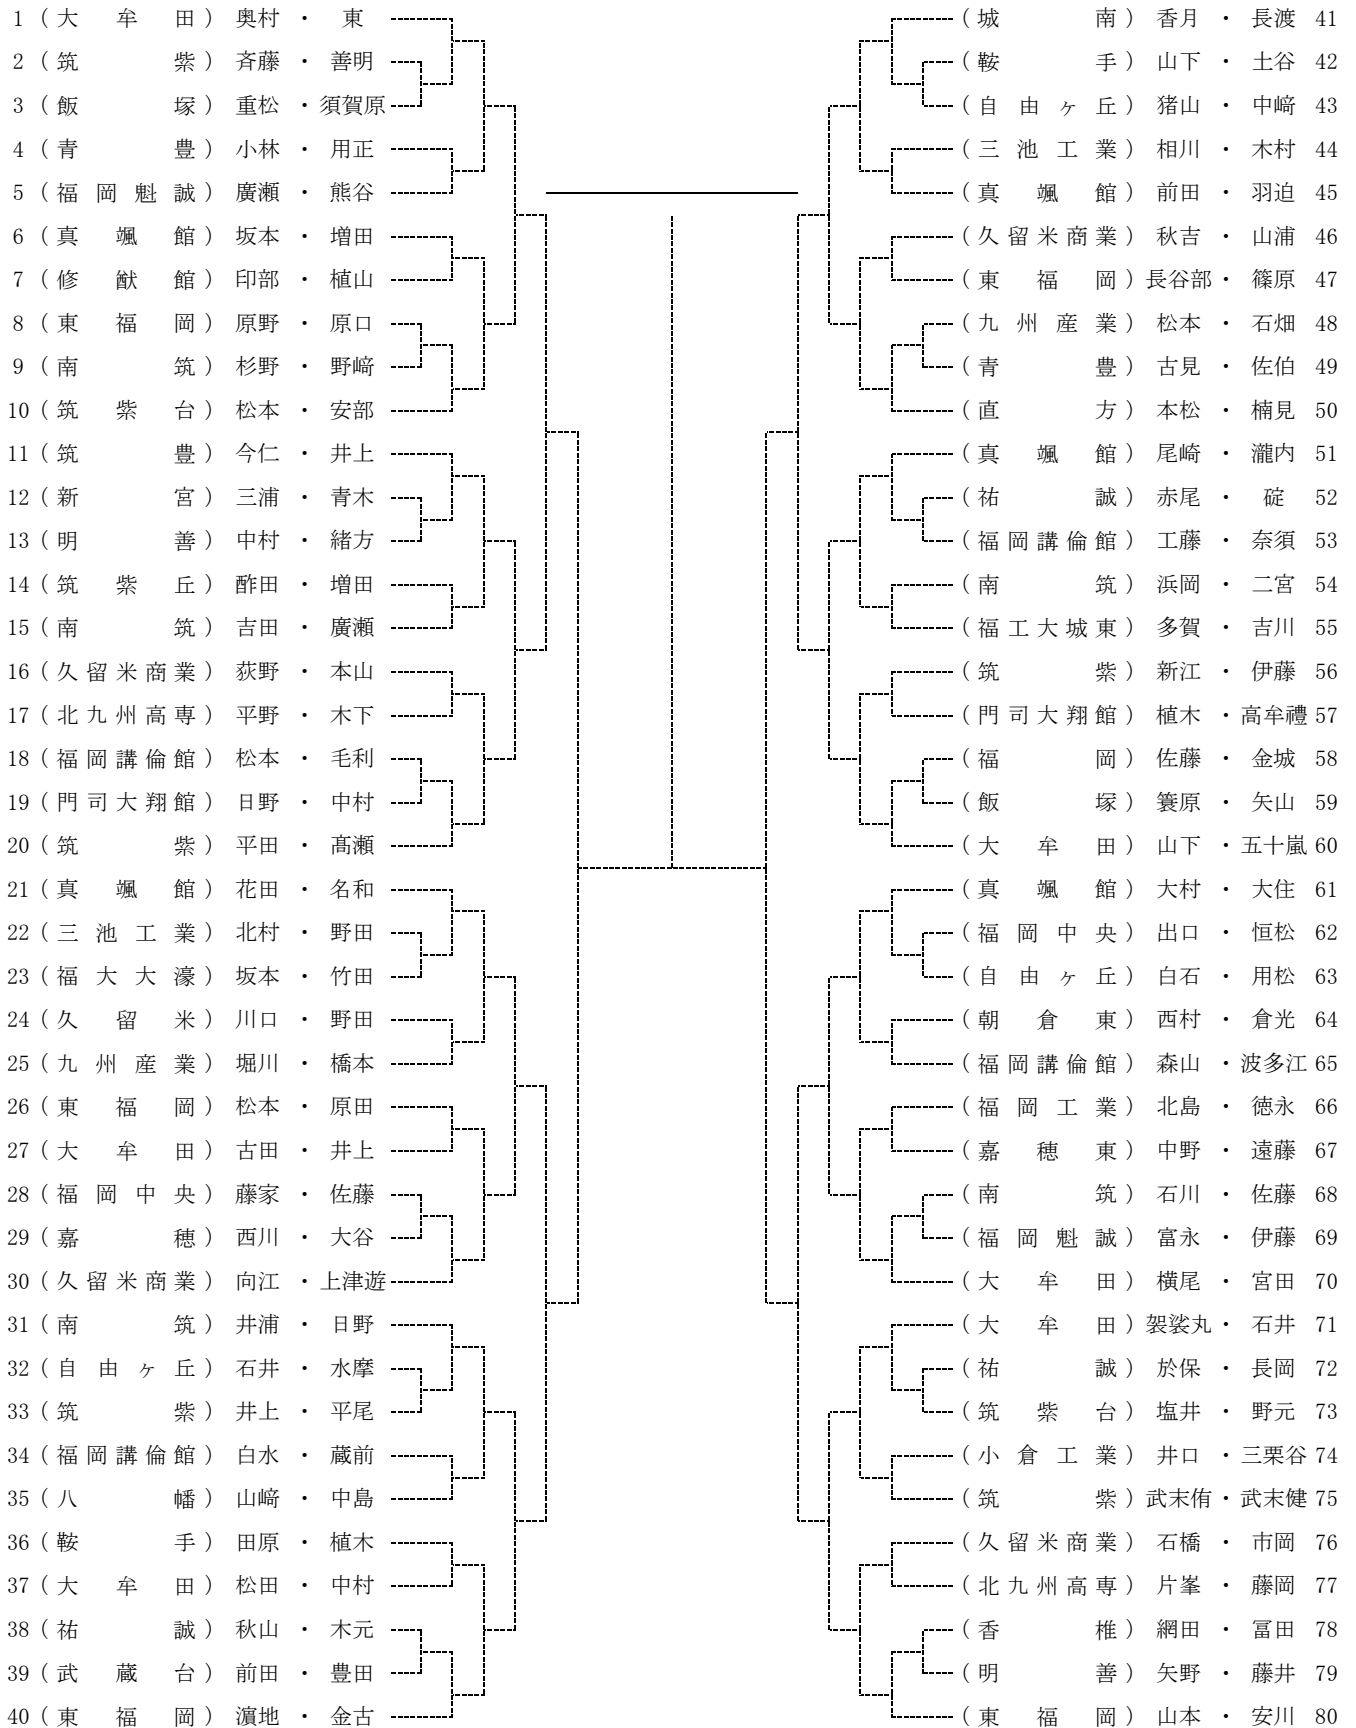 1 （大牟田）奥村・東
2 （筑紫）斉藤・善明
3 （飯塚）重松・須賀原
4 （青豊）小林・用正
5 （福岡魁誠）廣瀬・熊谷
6 （真颯館）坂本・増田
7 （修猷館）印部・植山
8 （東福岡）原野・原口
9 （南筑）杉野・野﨑
10 （筑紫台）松本・安部
11 （筑豊）今仁・井上
12 （新宮）三浦・青木
13 （明善）中村・緒方
14 （筑紫丘）酢田・増田
15 （南筑）吉田・廣瀬
16 （久留米商業）荻野・本山
17 （北九州高専）平野・木下
18 （福岡講倫館）松本・毛利
19 （門司大翔館）日野・中村
20 （筑紫）平田・髙瀬
21 （真颯館）花田・名和
22 （三池工業）北村・野田
23 （福大大濠）坂本・竹田
24 （久留米）川口・野田
25 （九州産業）堀川・橋本
26 （東福岡）松本・原田
27 （大牟田）古田・井上
28 （福岡中央）藤家・佐藤
29 （嘉穂）西川・大谷
30 （久留米商業）向江・上津遊
31 （南筑）井浦・日野
32 （自由ヶ丘）石井・水摩
33 （筑紫）井上・平尾
34 （福岡講倫館）白水・蔵前
35 （八幡）山﨑・中島
36 （鞍手）田原・植木
37 （大牟田）松田・中村
38 （祐誠）秋山・木元
39 （武蔵台）前田・豊田
40 （東福岡）濵地・金古
（城南）香月・長渡 41
（鞍手）山下・土谷 42
（自由ヶ丘）猪山・中﨑 43
（三池工業）相川・木村 44
（真颯館）前田・羽迫 45
（久留米商業）秋吉・山浦 46
（東福岡）長谷部・篠原 47
（九州産業）松本・石畑 48
（青豊）古見・佐伯 49
（直方）本松・楠見 50
（真颯館）尾崎・瀧内 51
（祐誠）赤尾・碇 52
（福岡講倫館）工藤・奈須 53
（南筑）浜岡・二宮 54
（福工大城東）多賀・吉川 55
（筑紫）新江・伊藤 56
（門司大翔館）植木・高牟禮 57
（福岡）佐藤・金城 58
（飯塚）簑原・矢山 59
（大牟田）山下・五十嵐 60
（真颯館）大村・大住 61
（福岡中央）出口・恒松 62
（自由ヶ丘）白石・用松 63
（朝倉東）西村・倉光 64
（福岡講倫館）森山・波多江 65
（福岡工業）北島・徳永 66
（嘉穂東）中野・遠藤 67
（南筑）石川・佐藤 68
（福岡魁誠）富永・伊藤 69
（大牟田）横尾・宮田 70
（大牟田）袈裟丸・石井 71
（祐誠）於保・長岡 72
（筑紫台）塩井・野元 73
（小倉工業）井口・三栗谷 74
（筑紫）武末侑・武末健 75
（久留米商業）石橋・市岡 76
（北九州高専）片峯・藤岡 77
（香椎）網田・冨田 78
（明善）矢野・藤井 79
（東福岡）山本・安川 80